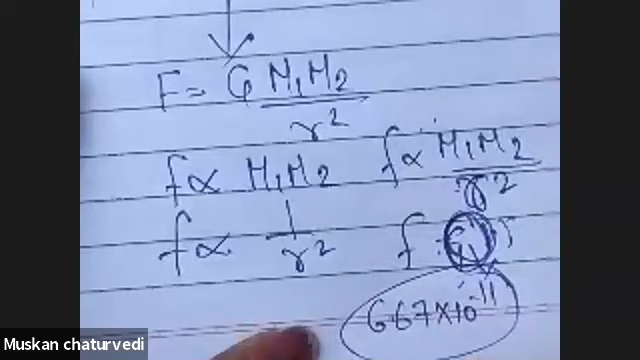 F = G M₁M₂ / r²
f ∝ M₁M₂ f ∝ M₁M₂ / r²
f ∝ 1 / r² f
6.67×10⁻¹¹
Muskan chaturvedi